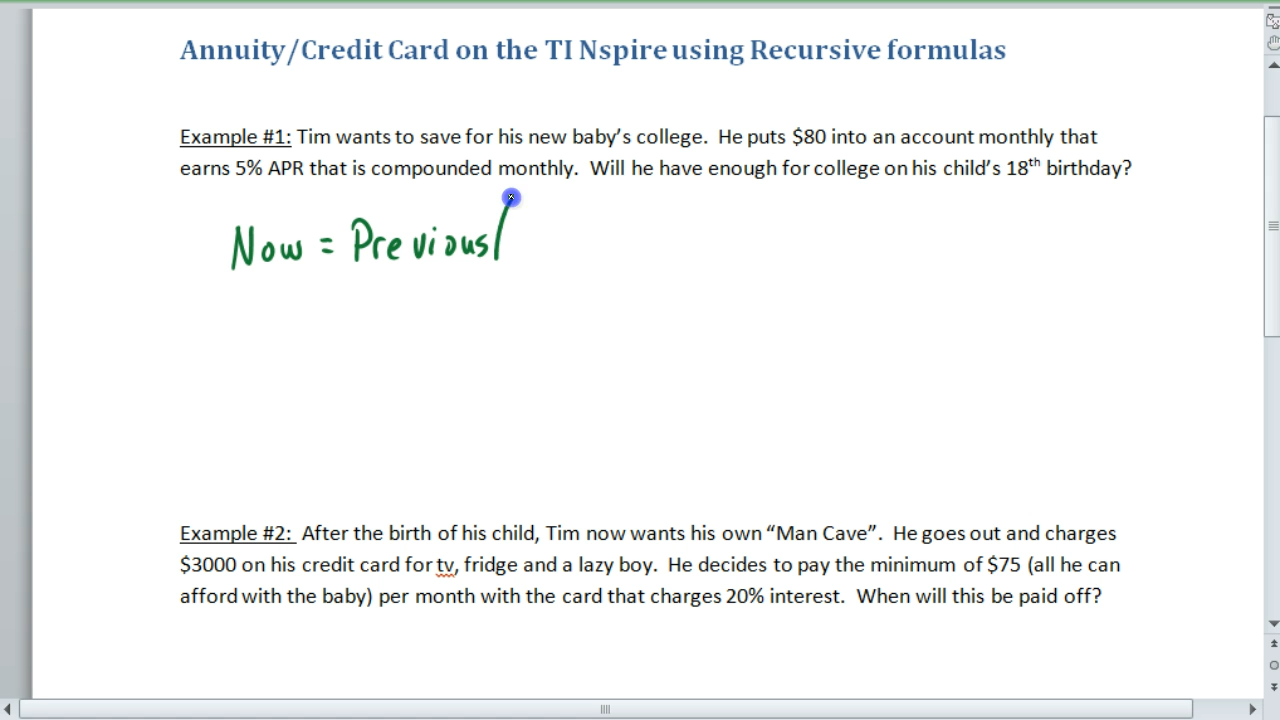 Annuity/Credit Card on the TI Nspire using Recursive formulas
Example #1: Tim wants to save for his new baby's college. He puts $80 into an account monthly that
earns 5% APR that is compounded monthly. Will he have enough for college on his child's 18th birthday?
Now = Previous(
Example #2: After the birth of his child, Tim now wants his own “Man Cave”. He goes out and charges
$3000 on his credit card for tv, fridge and a lazy boy. He decides to pay the minimum of $75 (all he can
afford with the baby) per month with the card that charges 20% interest. When will this be paid off?